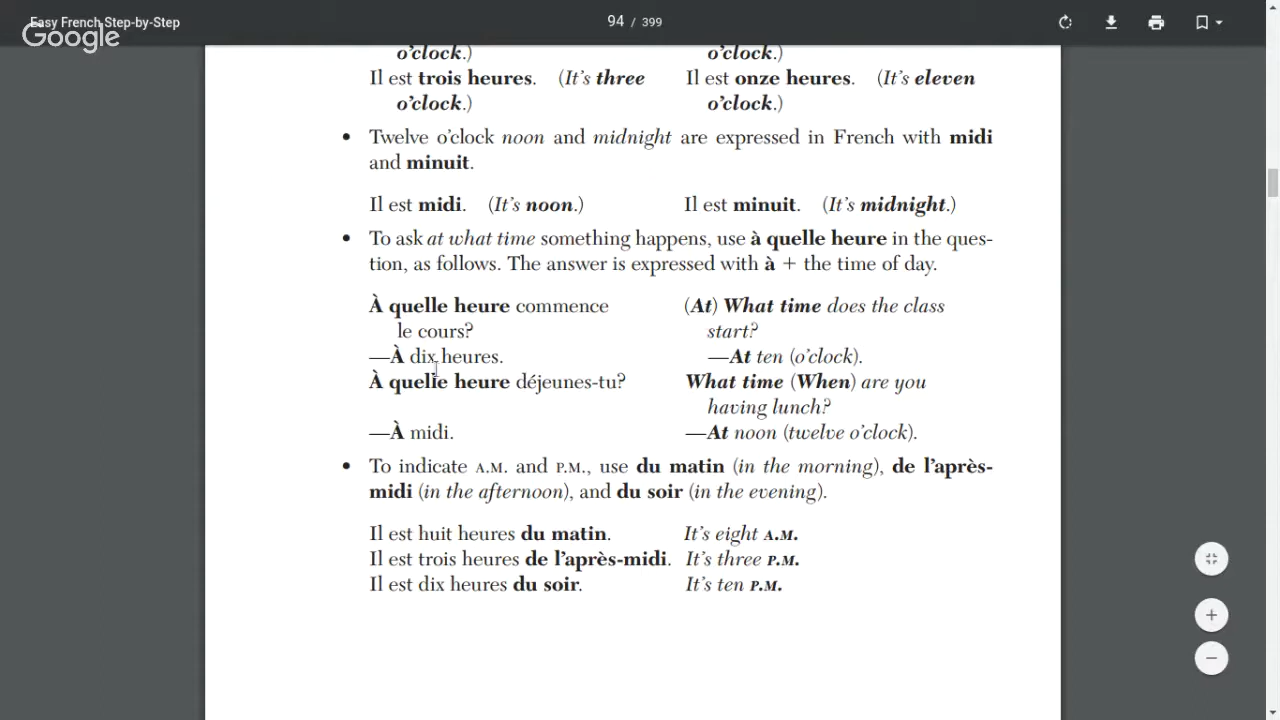 Easy French Step-by-Step
Google
94 / 399
o’clock.) o’clock.)
Il est trois heures. (It’s three Il est onze heures. (It’s eleven
o’clock.) o’clock.)
• Twelve o’clock noon and midnight are expressed in French with midi
and minuit.
Il est midi. (It’s noon.) Il est minuit. (It’s midnight.)
• To ask at what time something happens, use à quelle heure in the ques-
tion, as follows. The answer is expressed with à + the time of day.
À quelle heure commence (At) What time does the class
le cours? start?
—À dix heures. —At ten (o’clock).
À quelle heure déjeunes-tu? What time (When) are you
having lunch?
—À midi. —At noon (twelve o’clock).
• To indicate A.M. and P.M., use du matin (in the morning), de l’après-
midi (in the afternoon), and du soir (in the evening).
Il est huit heures du matin. It’s eight A.M.
Il est trois heures de l’après-midi. It’s three P.M.
Il est dix heures du soir. It’s ten P.M.